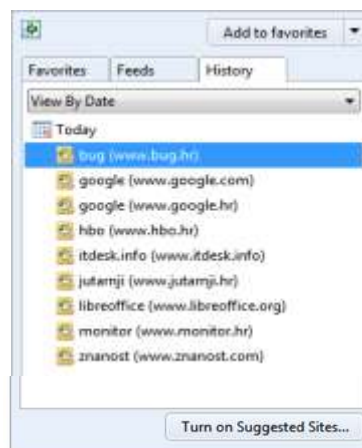 Add to favorites
Favorites Feeds History
View By Date
Today
bug (www.bug.hr)
google (www.google.com)
google (www.google.hr)
hbo (www.hbo.hr)
itdesk.info (www.itdesk.info)
jutarnji (www.jutarnji.hr)
libreoffice (www.libreoffice.org)
monitor (www.monitor.hr)
znanost (www.znanost.com)
Turn on Suggested Sites...